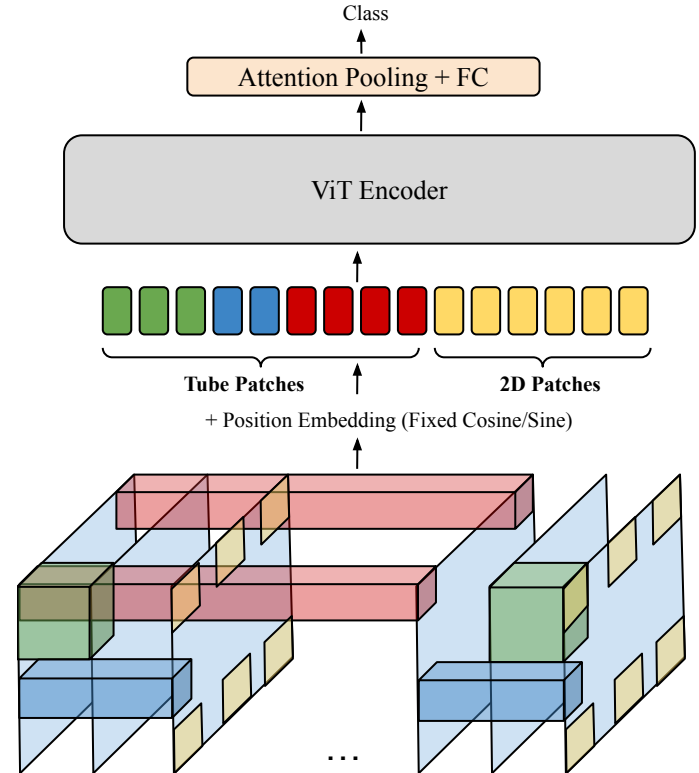 Class
Attention Pooling + FC
ViT Encoder
Tube Patches
2D Patches
+ Position Embedding (Fixed Cosine/Sine)
...